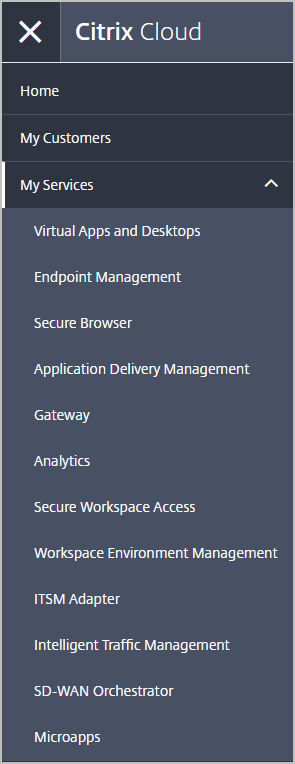 Citrix Cloud
Home
My Customers
My Services
Virtual Apps and Desktops
Endpoint Management
Secure Browser
Application Delivery Management
Gateway
Analytics
Secure Workspace Access
Workspace Environment Management
ITSM Adapter
Intelligent Traffic Management
SD-WAN Orchestrator
Microapps